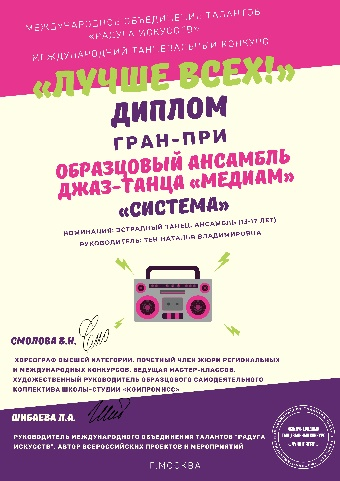 МЕЖДУНАРОДНОЕ ОБЪЕДИНЕНИЕ ТАЛАНТОВ
«РАДУГА ИСКУССТВ»
МЕЖДУНАРОДНЫЙ ТАНЦЕВАЛЬНЫЙ КОНКУРС
«ЛУЧШЕ ВСЕХ!»
ДИПЛОМ
ГРАН-ПРИ
ОБРАЗЦОВЫЙ АНСАМБЛЬ
ДЖАЗ-ТАНЦА «МЕДИАМ»
«СИСТЕМА»
НОМИНАЦИЯ: ЭСТРАДНЫЙ ТАНЕЦ. АНСАМБЛЬ (13-17 ЛЕТ)
РУКОВОДИТЕЛЬ: ТЕН НАТАЛЬЯ ВЛАДИМИРОВНА
СМОЛОВА В.Н.
ХОРЕОГРАФ ВЫСШЕЙ КАТЕГОРИИ. ПОЧЕТНЫЙ ЧЛЕН ЖЮРИ РЕГИОНАЛЬНЫХ
И МЕЖДУНАРОДНЫХ КОНКУРСОВ. ВЕДУЩАЯ МАСТЕР-КЛАССОВ.
ХУДОЖЕСТВЕННЫЙ РУКОВОДИТЕЛЬ ОБРАЗЦОВОГО САМОДЕЯТЕЛЬНОГО
КОЛЛЕКТИВА ШКОЛЫ-СТУДИИ «КОМПРОМИСС»
ШИБАЕВА Л.А.
РУКОВОДИТЕЛЬ МЕЖДУНАРОДНОГО ОБЪЕДИНЕНИЯ ТАЛАНТОВ "РАДУГА
ИСКУССТВ". АВТОР ВСЕРОССИЙСКИХ ПРОЕКТОВ И МЕРОПРИЯТИЙ
Г.МОСКВА